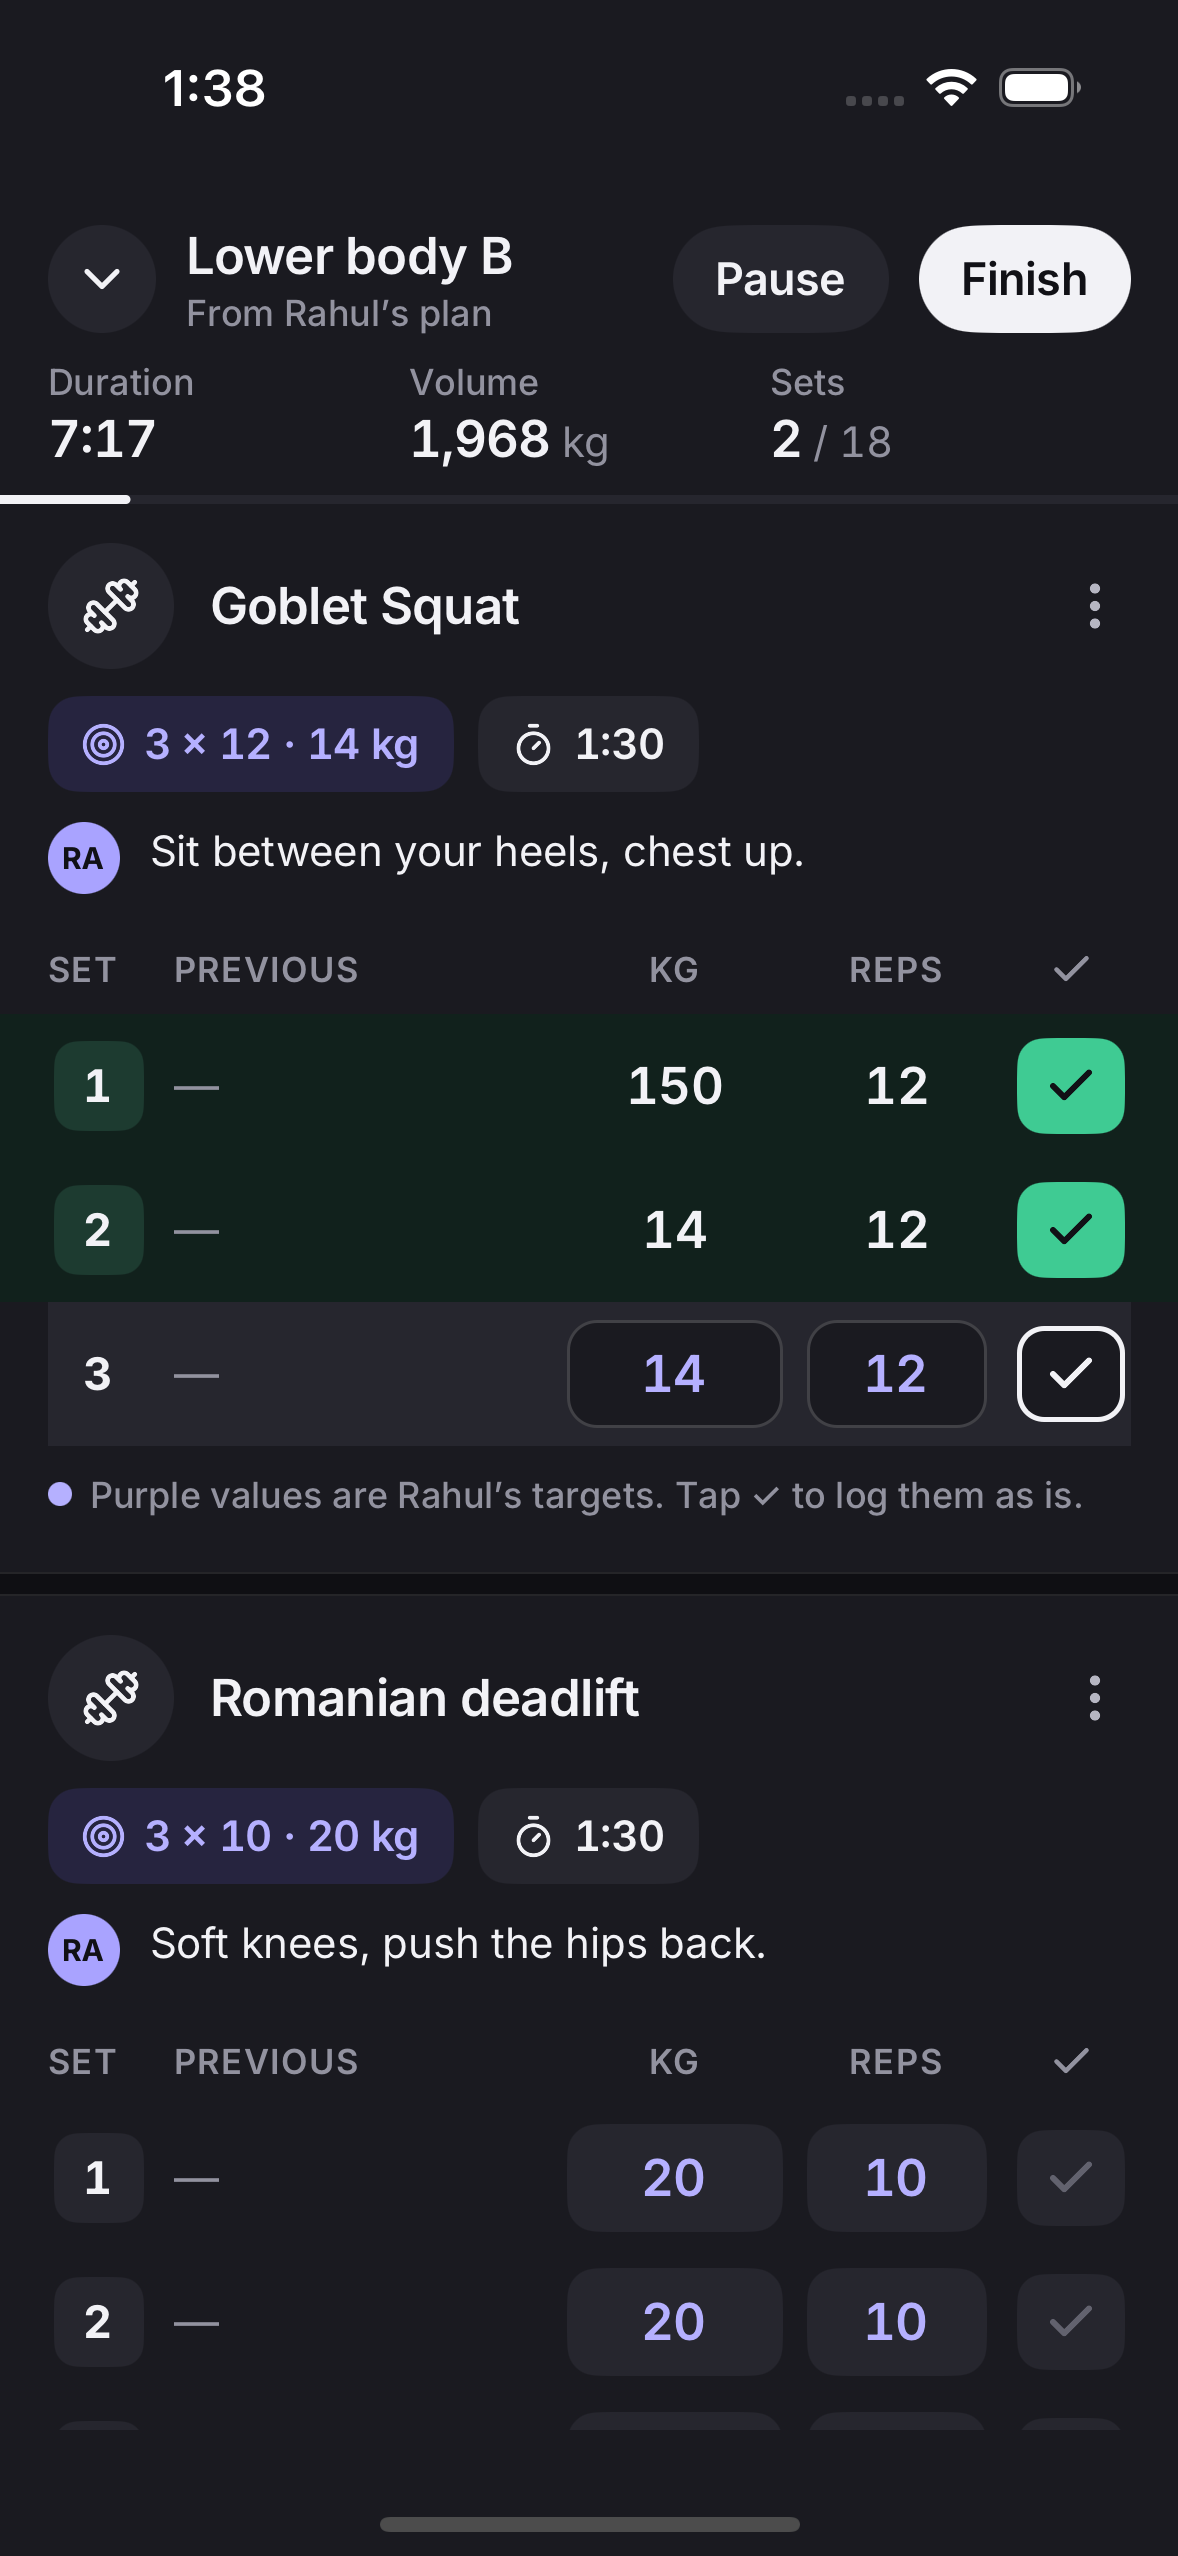 1:38
Lower body B
From Rahul’s plan
Pause
Finish
Duration
Volume
Sets
7:17
1,968 kg
2 / 18
Goblet Squat
3 × 12 · 14 kg
1:30
RA
Sit between your heels, chest up.
SET PREVIOUS KG REPS ✓
1 — 150 12 ✓
2 — 14 12 ✓
3 — 14 12 ✓
Purple values are Rahul’s targets. Tap ✓ to log them as is.
Romanian deadlift
3 × 10 · 20 kg
1:30
RA
Soft knees, push the hips back.
SET PREVIOUS KG REPS ✓
1 — 20 10 ✓
2 — 20 10 ✓